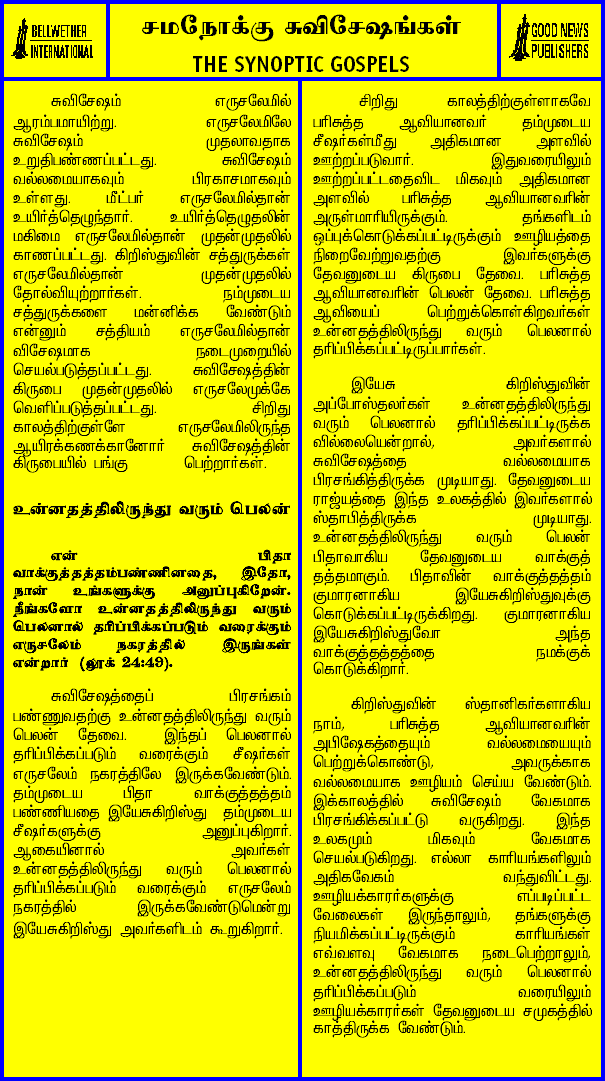 BELLWETHER
INTERNATIONAL
சமநோக்கு சுவிசேஷங்கள்
THE SYNOPTIC GOSPELS
GOOD NEWS
PUBLISHERS
சுவிசேஷம் எருசலேமில்
ஆரம்பமாயிற்று. எருசலேமிலே
சுவிசேஷம் முதலாவதாக
உறுதிபண்ணப்பட்டது. சுவிசேஷம்
வல்லமையாகவும் பிரகாசமாகவும்
உள்ளது. மீட்பர் எருசலேமில்தான்
உயிர்த்தெழுந்தார். உயிர்த்தெழுதலின்
மகிமை எருசலேமில்தான் முதன்முதலில்
காணப்பட்டது. கிறிஸ்துவின் சத்துருக்கள்
எருசலேமில்தான் முதன்முதலில்
தோல்வியுற்றார்கள். நம்முடைய
சத்துருக்களை மன்னிக்க வேண்டும்
என்னும் சத்தியம் எருசலேமில்தான்
விசேஷமாக நடைமுறையில்
செயல்படுத்தப்பட்டது. சுவிசேஷத்தின்
கிருபை முதன்முதலில் எருசலேமுக்கே
வெளிப்படுத்தப்பட்டது. சிறிது
காலத்திற்குள்ளே எருசலேமிலிருந்த
ஆயிரக்கணக்கானோர் சுவிசேஷத்தின்
கிருபையில் பங்கு பெற்றார்கள்.
உன்னதத்திலிருந்து வரும் பெலன்
என் பிதா
வாக்குத்தத்தம்பண்ணினதை, இதோ,
நான் உங்களுக்கு அனுப்புகிறேன்.
நீங்களோ உன்னதத்திலிருந்து வரும்
பெலனால் தரிப்பிக்கப்படும் வரைக்கும்
எருசலேம் நகரத்தில் இருங்கள்
என்றார் (லூக் 24:49).
சுவிசேஷத்தைப் பிரசங்கம்
பண்ணுவதற்கு உன்னதத்திலிருந்து வரும்
பெலன் தேவை. இந்தப் பெலனால்
தரிப்பிக்கப்படும் வரைக்கும் சீஷர்கள்
எருசலேம் நகரத்திலே இருக்கவேண்டும்.
தம்முடைய பிதா வாக்குத்தத்தம்
பண்ணியதை இயேசுகிறிஸ்து தம்முடைய
சீஷர்களுக்கு அனுப்புகிறார்.
ஆகையினால் அவர்கள்
உன்னதத்திலிருந்து வரும் பெலனால்
தரிப்பிக்கப்படும் வரைக்கும் எருசலேம்
நகரத்தில் இருக்கவேண்டுமென்று
இயேசுகிறிஸ்து அவர்களிடம் கூறுகிறார்.
சிறிது காலத்திற்குள்ளாகவே
பரிசுத்த ஆவியானவர் தம்முடைய
சீஷர்கள்மீது அதிகமான அளவில்
ஊற்றப்படுவார். இதுவரையிலும்
ஊற்றப்பட்டதைவிட மிகவும் அதிகமான
அளவில் பரிசுத்த ஆவியானவரின்
அருள்மாரியிருக்கும். தங்களிடம்
ஒப்புக்கொடுக்கப்பட்டிருக்கும் ஊழியத்தை
நிறைவேற்றுவதற்கு இவர்களுக்கு
தேவனுடைய கிருபை தேவை. பரிசுத்த
ஆவியானவரின் பெலன் தேவை. பரிசுத்த
ஆவியைப் பெற்றுக்கொள்கிறவர்கள்
உன்னதத்திலிருந்து வரும் பெலனால்
தரிப்பிக்கப்பட்டிருப்பார்கள்.
இயேசு கிறிஸ்துவின்
அப்போஸ்தலர்கள் உன்னதத்திலிருந்து
வரும் பெலனால் தரிப்பிக்கப்பட்டிருக்க
வில்லையென்றால், அவர்களால்
சுவிசேஷத்தை வல்லமையாக
பிரசங்கித்திருக்க முடியாது. தேவனுடைய
ராஜ்யத்தை இந்த உலகத்தில் இவர்களால்
ஸ்தாபித்திருக்க முடியாது.
உன்னதத்திலிருந்து வரும் பெலன்
பிதாவாகிய தேவனுடைய வாக்குத்
தத்தமாகும். பிதாவின் வாக்குத்தத்தம்
குமாரனாகிய இயேசுகிறிஸ்துவுக்கு
கொடுக்கப்பட்டிருக்கிறது. குமாரனாகிய
இயேசுகிறிஸ்துவோ அந்த
வாக்குத்தத்தத்தை நமக்குக்
கொடுக்கிறார்.
கிறிஸ்துவின் ஸ்தானிகர்களாகிய
நாம், பரிசுத்த ஆவியானவரின்
அபிஷேகத்தையும் வல்லமையையும்
பெற்றுக்கொண்டு, அவருக்காக
வல்லமையாக ஊழியம் செய்ய வேண்டும்.
இக்காலத்தில் சுவிசேஷம் வேகமாக
பிரசங்கிக்கப்பட்டு வருகிறது. இந்த
உலகமும் மிகவும் வேகமாக
செயல்படுகிறது. எல்லா காரியங்களிலும்
அதிகவேகம் வந்துவிட்டது.
ஊழியக்காரர்களுக்கு எப்படிப்பட்ட
வேலைகள் இருந்தாலும், தங்களுக்கு
நியமிக்கப்பட்டிருக்கும் காரியங்கள்
எவ்வளவு வேகமாக நடைபெற்றாலும்,
உன்னதத்திலிருந்து வரும் பெலனால்
தரிப்பிக்கப்படும் வரையிலும்
ஊழியக்காரர்கள் தேவனுடைய சமுகத்தில்
காத்திருக்க வேண்டும்.